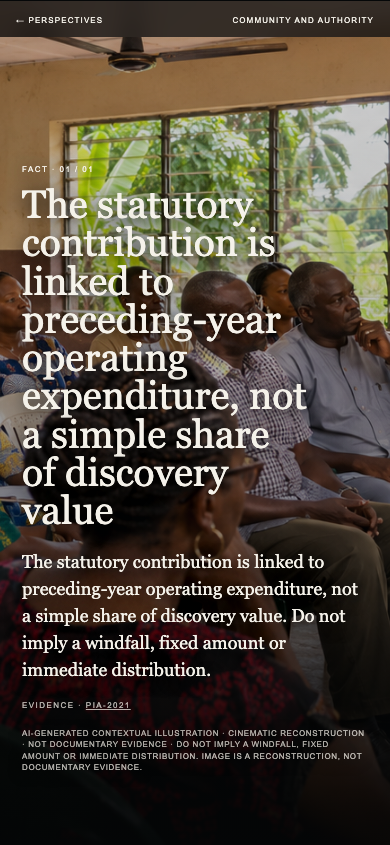 ← PERSPECTIVES
COMMUNITY AND AUTHORITY
FACT · 01 / 01
The statutory
contribution is
linked to
preceding-year
operating
expenditure, not
a simple share
of discovery
value
The statutory contribution is linked to
preceding-year operating expenditure, not
a simple share of discovery value. Do not
imply a windfall, fixed amount or
immediate distribution.
EVIDENCE · PIA-2021
AI-GENERATED CONTEXTUAL ILLUSTRATION · CINEMATIC RECONSTRUCTION
· NOT DOCUMENTARY EVIDENCE · DO NOT IMPLY A WINDFALL, FIXED
AMOUNT OR IMMEDIATE DISTRIBUTION. IMAGE IS A RECONSTRUCTION, NOT
DOCUMENTARY EVIDENCE.